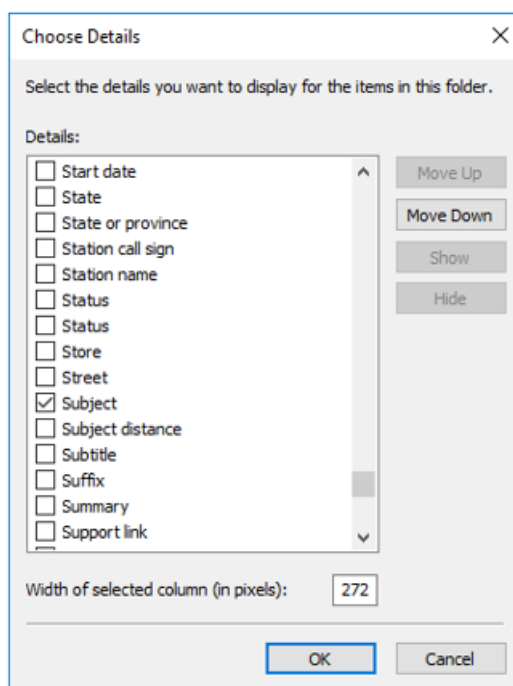 Choose Details
Select the details you want to display for the items in this folder.
Details:
Start date
State
State or province
Station call sign
Station name
Status
Status
Store
Street
Subject
Subject distance
Subtitle
Suffix
Summary
Support link
Move Up
Move Down
Show
Hide
Width of selected column (in pixels): 272
OK Cancel